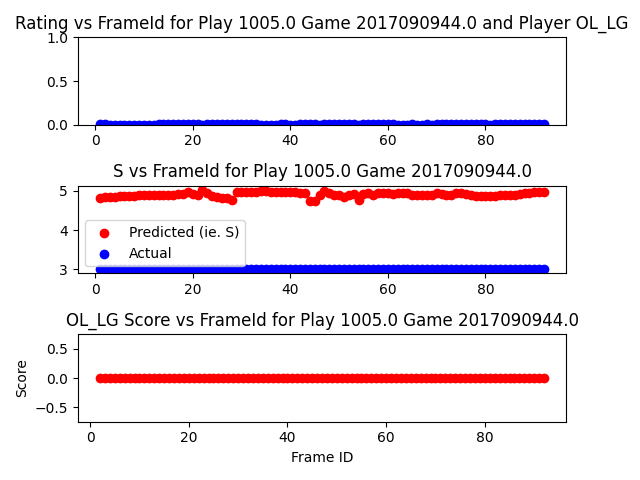 Rating vs FrameId for Play 1005.0 Game 2017090944.0 and Player OL_LG
1.0
0.5
0.0
0 20 40 60 80
S vs FrameId for Play 1005.0 Game 2017090944.0
5
4
3
Predicted (ie. S)
Actual
0 20 40 60 80
OL_LG Score vs FrameId for Play 1005.0 Game 2017090944.0
Score
0.5
0.0
−0.5
0 20 40 60 80
Frame ID